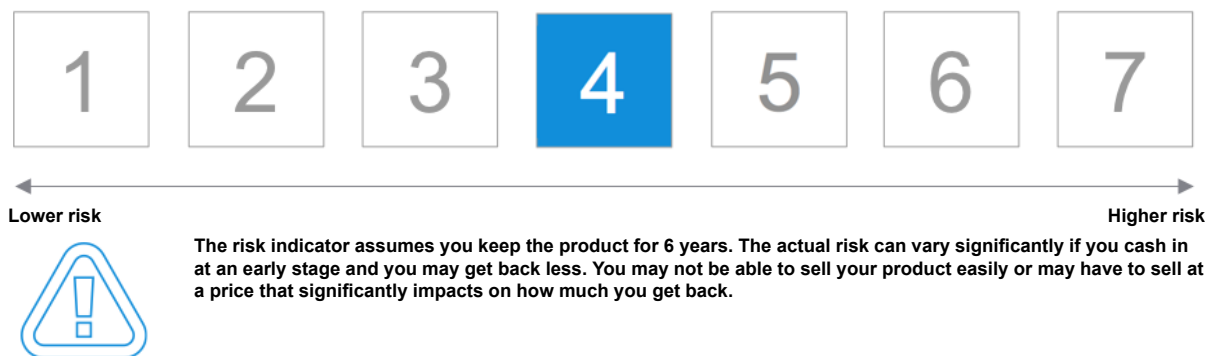 1 2 3 4 5 6 7
Lower risk Higher risk
The risk indicator assumes you keep the product for 6 years. The actual risk can vary significantly if you cash in
at an early stage and you may get back less. You may not be able to sell your product easily or may have to sell at
a price that significantly impacts on how much you get back.